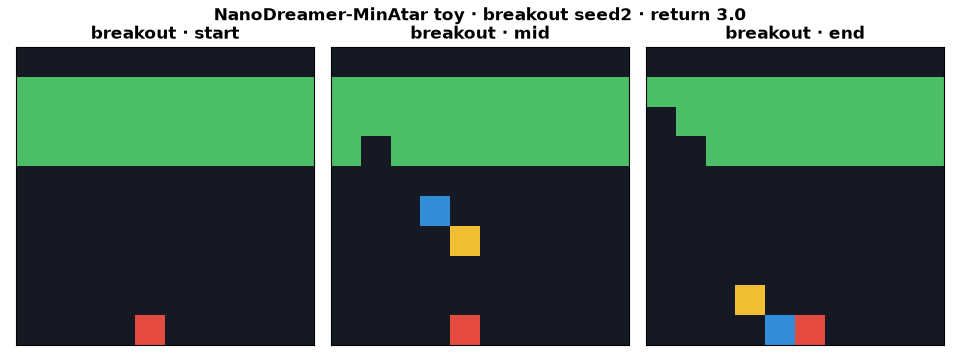 NanoDreamer-MinAtar toy · breakout seed2 · return 3.0
breakout · start
breakout · mid
breakout · end